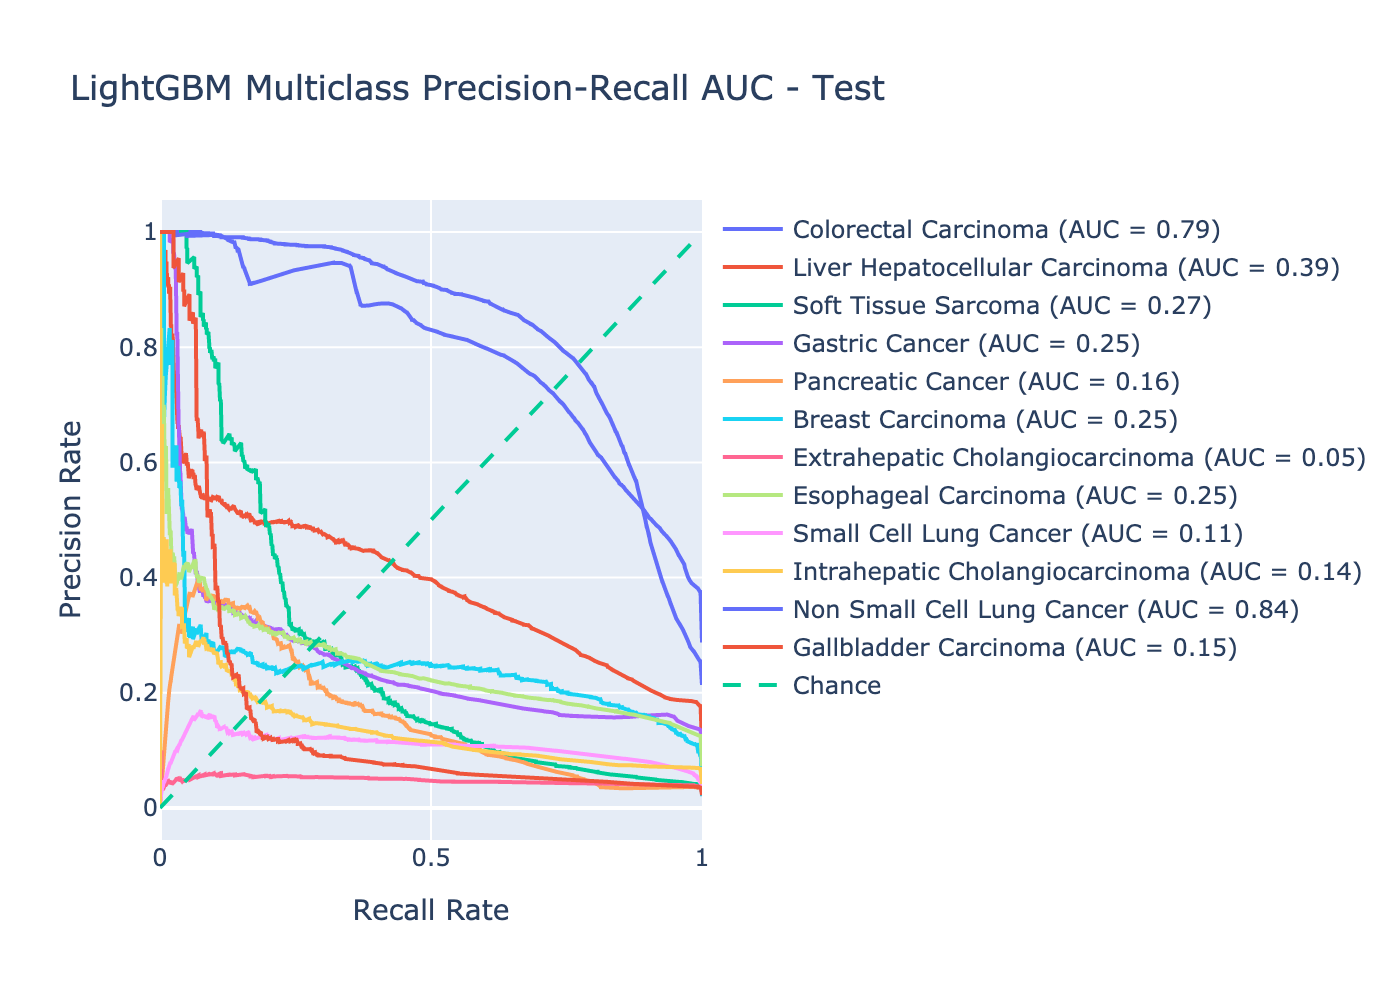 LightGBM Multiclass Precision-Recall AUC - Test
Precision Rate
1
0.8
0.6
0.4
0.2
0
0
0.5
1
Recall Rate
Colorectal Carcinoma (AUC = 0.79)
Liver Hepatocellular Carcinoma (AUC = 0.39)
Soft Tissue Sarcoma (AUC = 0.27)
Gastric Cancer (AUC = 0.25)
Pancreatic Cancer (AUC = 0.16)
Breast Carcinoma (AUC = 0.25)
Extrahepatic Cholangiocarcinoma (AUC = 0.05)
Esophageal Carcinoma (AUC = 0.25)
Small Cell Lung Cancer (AUC = 0.11)
Intrahepatic Cholangiocarcinoma (AUC = 0.14)
Non Small Cell Lung Cancer (AUC = 0.84)
Gallbladder Carcinoma (AUC = 0.15)
Chance